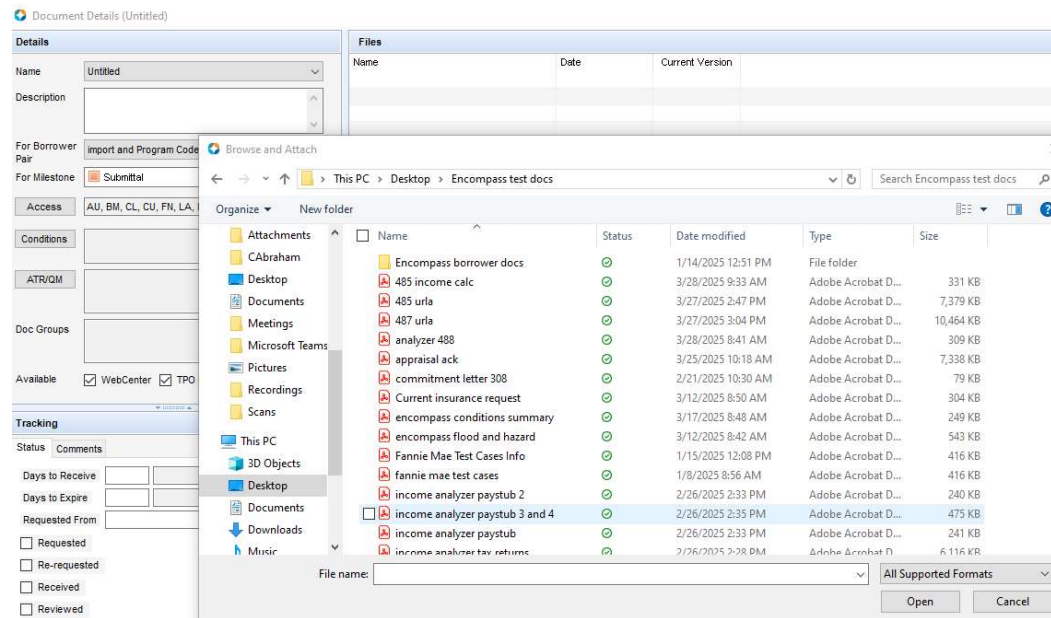 Document Details (Untitled)
Details
Files
Name Untitled
Name Date Current Version
Description
For Borrower Pair import and Program Code
For Milestone Submittal
Access AU, BM, CL, CU, FN, LA,
Conditions
ATR/QM
Doc Groups
Available WebCenter TPO
Tracking
Status Comments
Days to Receive
Days to Expire
Requested From
Requested
Re-requested
Received
Reviewed
Browse and Attach
This PC > Desktop > Encompass test docs
Search Encompass test docs
Organize New folder
Attachments
CAbraham
Desktop
Documents
Meetings
Microsoft Teams
Pictures
Recordings
Scans
This PC
3D Objects
Desktop
Documents
Downloads
Music
Name Status Date modified Type Size
Encompass borrower docs 1/14/2025 12:51 PM File folder
485 income calc 3/28/2025 9:33 AM Adobe Acrobat D... 331 KB
485 urla 3/27/2025 2:47 PM Adobe Acrobat D... 7,379 KB
487 urla 3/27/2025 3:04 PM Adobe Acrobat D... 10,464 KB
analyzer 488 3/28/2025 8:41 AM Adobe Acrobat D... 309 KB
appraisal ack 3/25/2025 10:18 AM Adobe Acrobat D... 7,338 KB
commitment letter 308 2/21/2025 10:30 AM Adobe Acrobat D... 79 KB
Current insurance request 3/12/2025 8:50 AM Adobe Acrobat D... 304 KB
encompass conditions summary 3/17/2025 8:48 AM Adobe Acrobat D... 249 KB
encompass flood and hazard 3/12/2025 8:42 AM Adobe Acrobat D... 543 KB
Fannie Mae Test Cases Info 1/15/2025 12:08 PM Adobe Acrobat D... 416 KB
fannie mae test cases 1/8/2025 8:56 AM Adobe Acrobat D... 416 KB
income analyzer paystub 2 2/26/2025 2:33 PM Adobe Acrobat D... 240 KB
income analyzer paystub 3 and 4 2/26/2025 2:35 PM Adobe Acrobat D... 475 KB
income analyzer paystub 2/26/2025 2:33 PM Adobe Acrobat D... 241 KB
income analyzer tax returns 2/26/2025 2:28 PM Adobe Acrobat D 6,116 KB
File name: All Supported Formats
Open Cancel